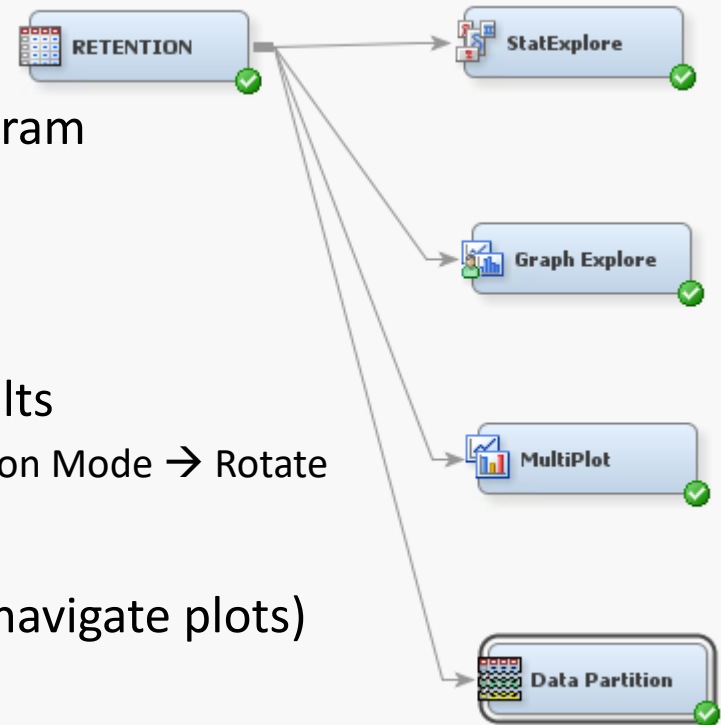 RETENTION
StatExplore
ram
Graph Explore
lts
on Mode → Rotate
MultiPlot
navigate plots)
Data Partition